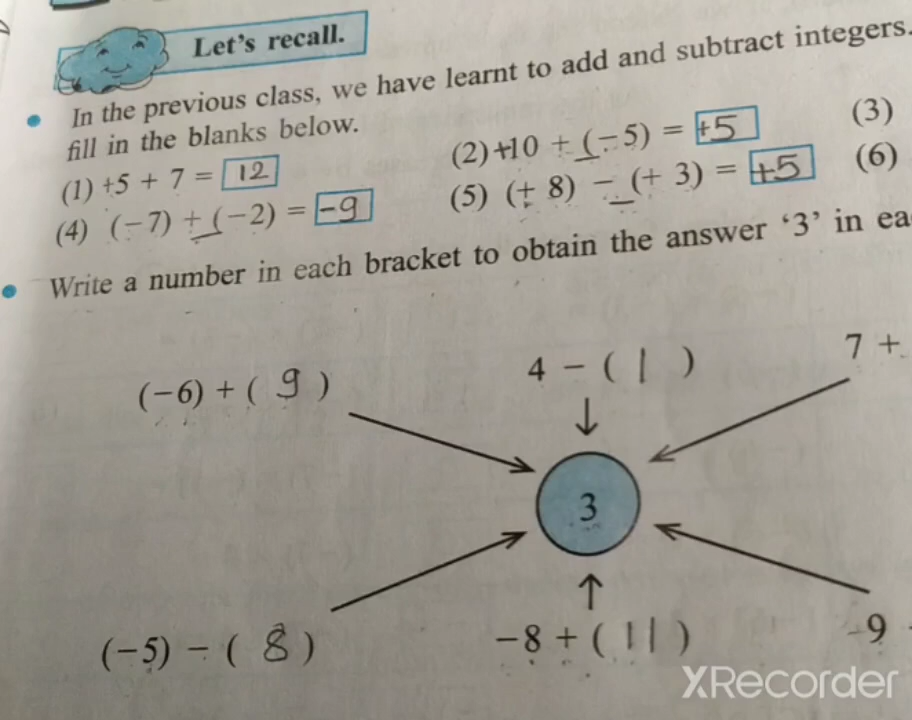 Let's recall.
In the previous class, we have learnt to add and subtract integers.
fill in the blanks below.
(1) +5 + 7 = 12
(2) +10 + (-5) = +5
(3)
(4) (-7) + (-2) = -9
(5) (+ 8) - (+ 3) = +5
(6)
Write a number in each bracket to obtain the answer ‘3’ in
(-6) + ( 9 )
4 - ( 1 )
7 +
3
(-5) - ( 8 )
-8 + ( 11 )
9
XRecorder